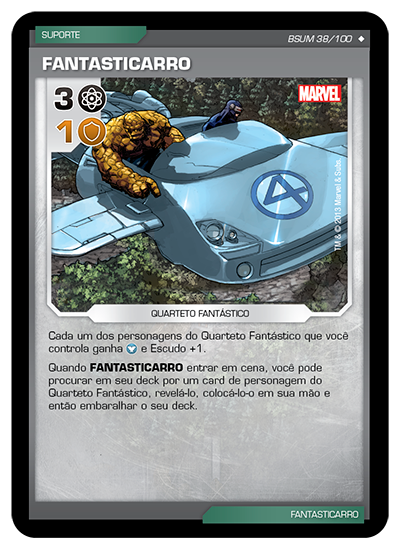 SUPORTE
BSUM 38/100
FANTASTICARRO
3
10
MARVEL
4
TM & © 2013 Marvel & Subs.
QUARTETO FANTÁSTICO
Cada um dos personagens do Quarteto Fantástico que você
controla ganha e Escudo +1.
Quando FANTASTICARRO entrar em cena, você pode
procurar em seu deck por um card de personagem do
Quarteto Fantástico, revelá-lo, colocá-lo-o em sua mão e
então embaralhar o seu deck.
FANTASTICARRO